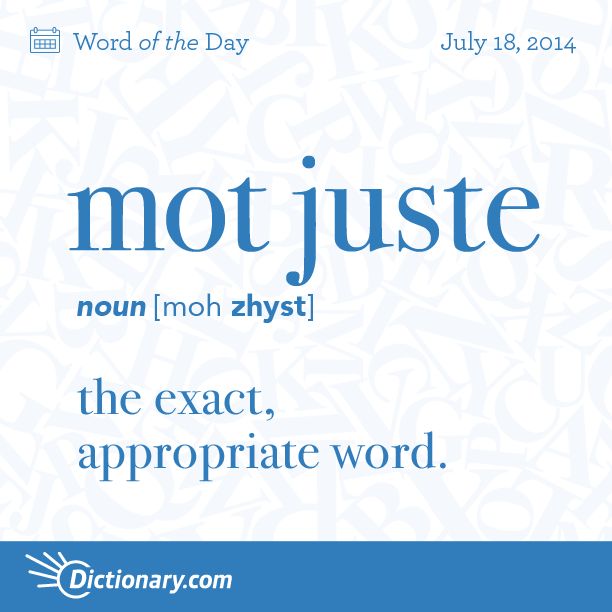 Word of the Day
July 18, 2014
mot juste
noun [moh zhyst]
the exact,
appropriate word.
Dictionary.com